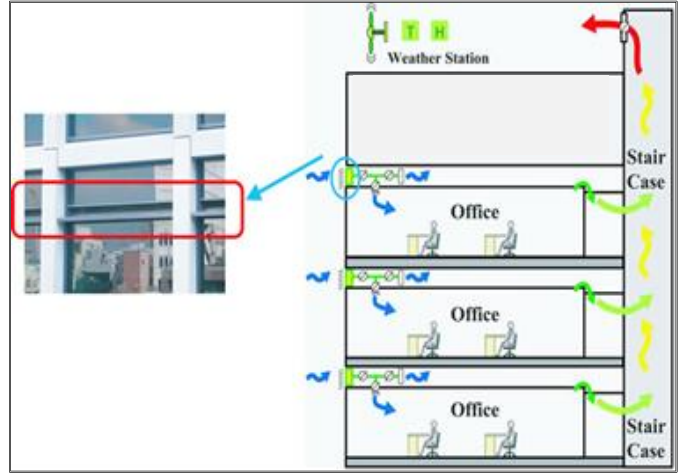 T H
Weather Station
Stair
Case
Office
Office
Office
Stair
Case